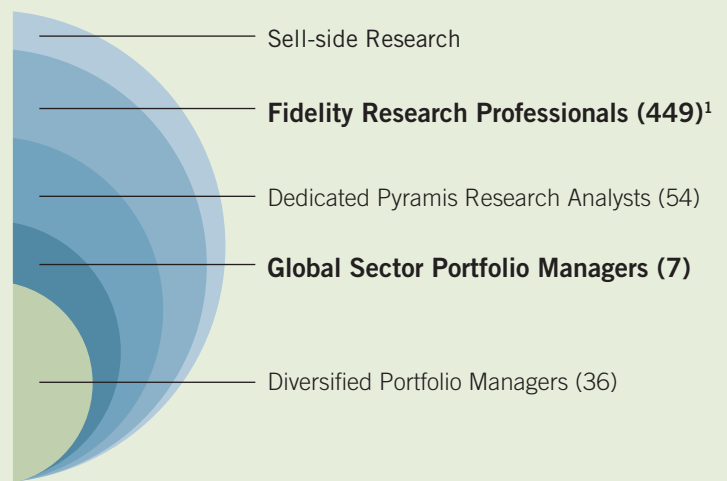 Sell-side Research
Fidelity Research Professionals (449)¹
Dedicated Pyramis Research Analysts (54)
Global Sector Portfolio Managers (7)
Diversified Portfolio Managers (36)